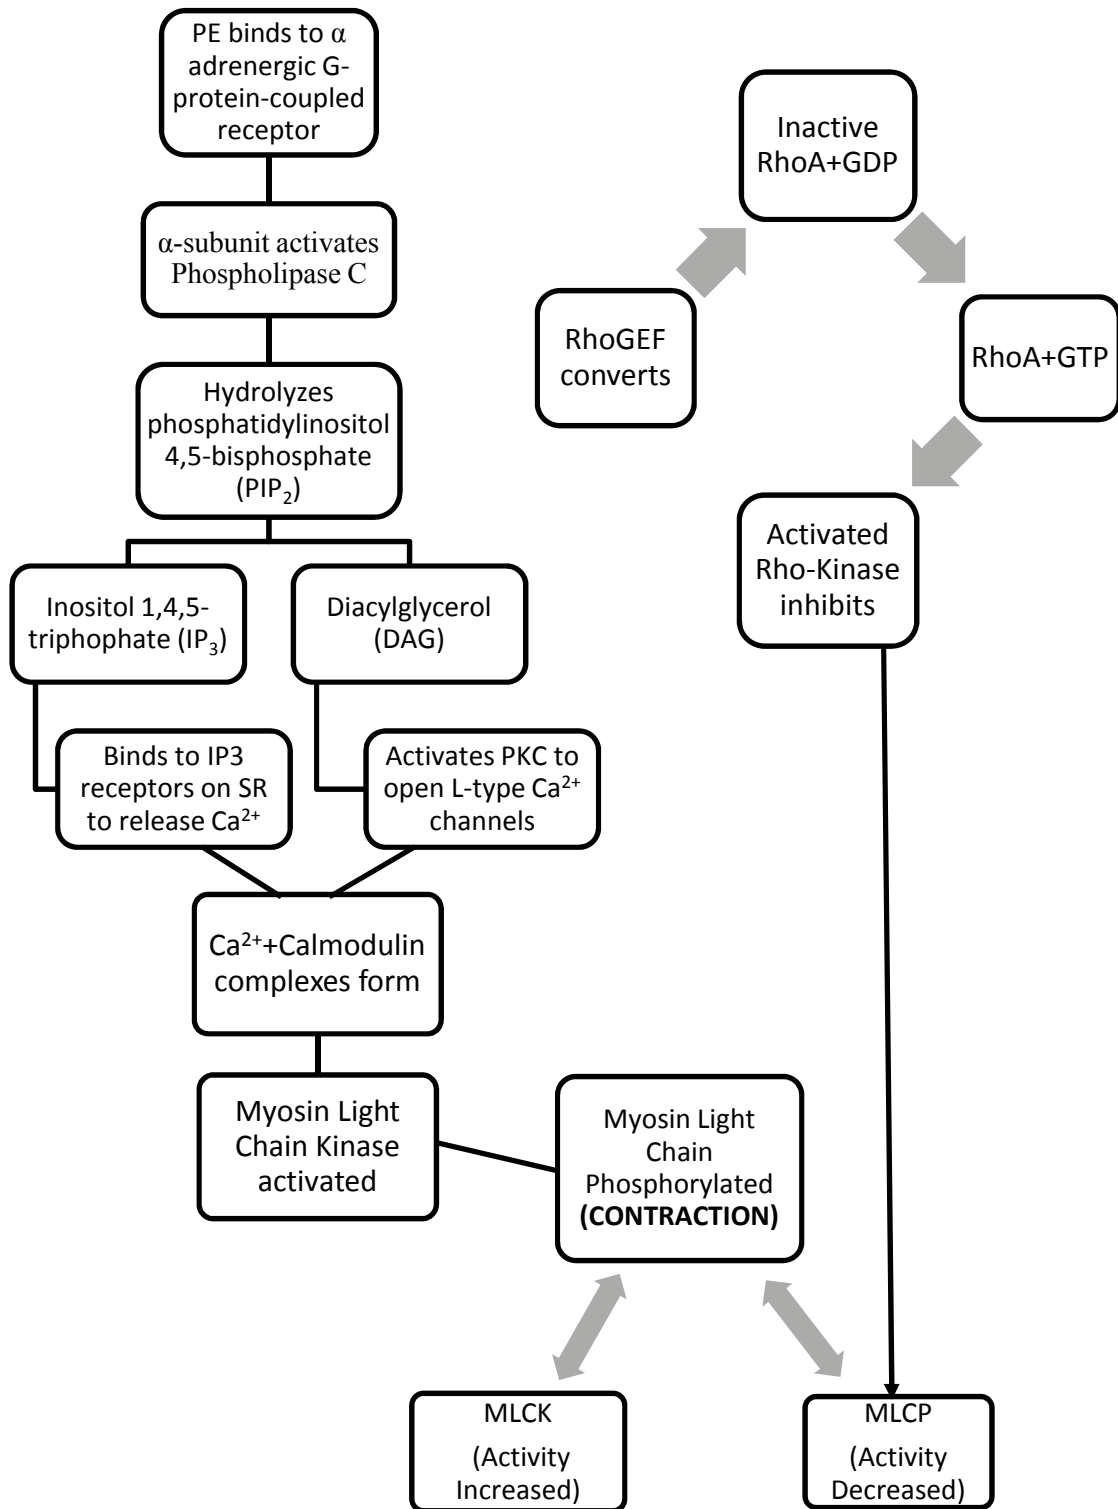 PE binds to α
adrenergic G-
protein-coupled
receptor
α-subunit activates
Phospholipase C
Hydrolyzes
phosphatidylinositol
4,5-bisphosphate
(PIP₂)
Inositol 1,4,5-
triphophate (IP₃)
Diacylglycerol
(DAG)
Binds to IP3
receptors on SR
to release Ca²⁺
Activates PKC to
open L-type Ca²⁺
channels
Ca²⁺+Calmodulin
complexes form
Myosin Light
Chain Kinase
activated
Myosin Light
Chain
Phosphorylated
(CONTRACTION)
MLCK
(Activity
Increased)
MLCP
(Activity
Decreased)
RhoGEF
converts
Inactive
RhoA+GDP
RhoA+GTP
Activated
Rho-Kinase
inhibits